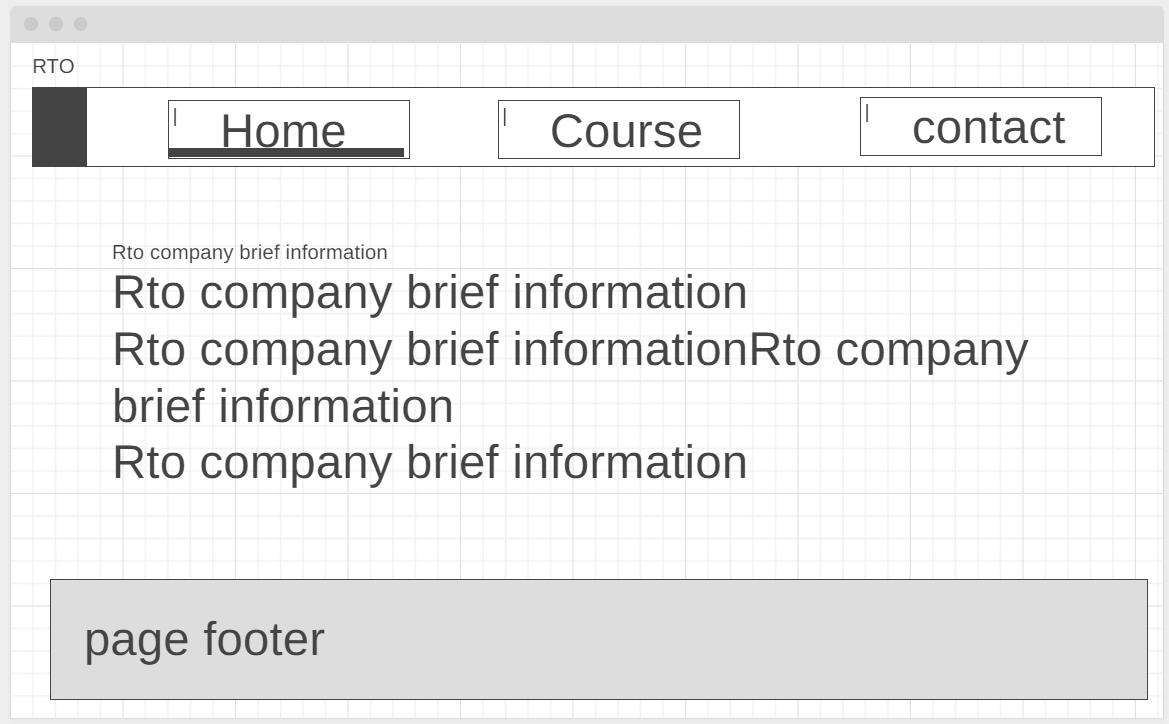 RTO
| Home | Course | contact
Rto company brief information
Rto company brief information
Rto company brief informationRto company
brief information
Rto company brief information
page footer